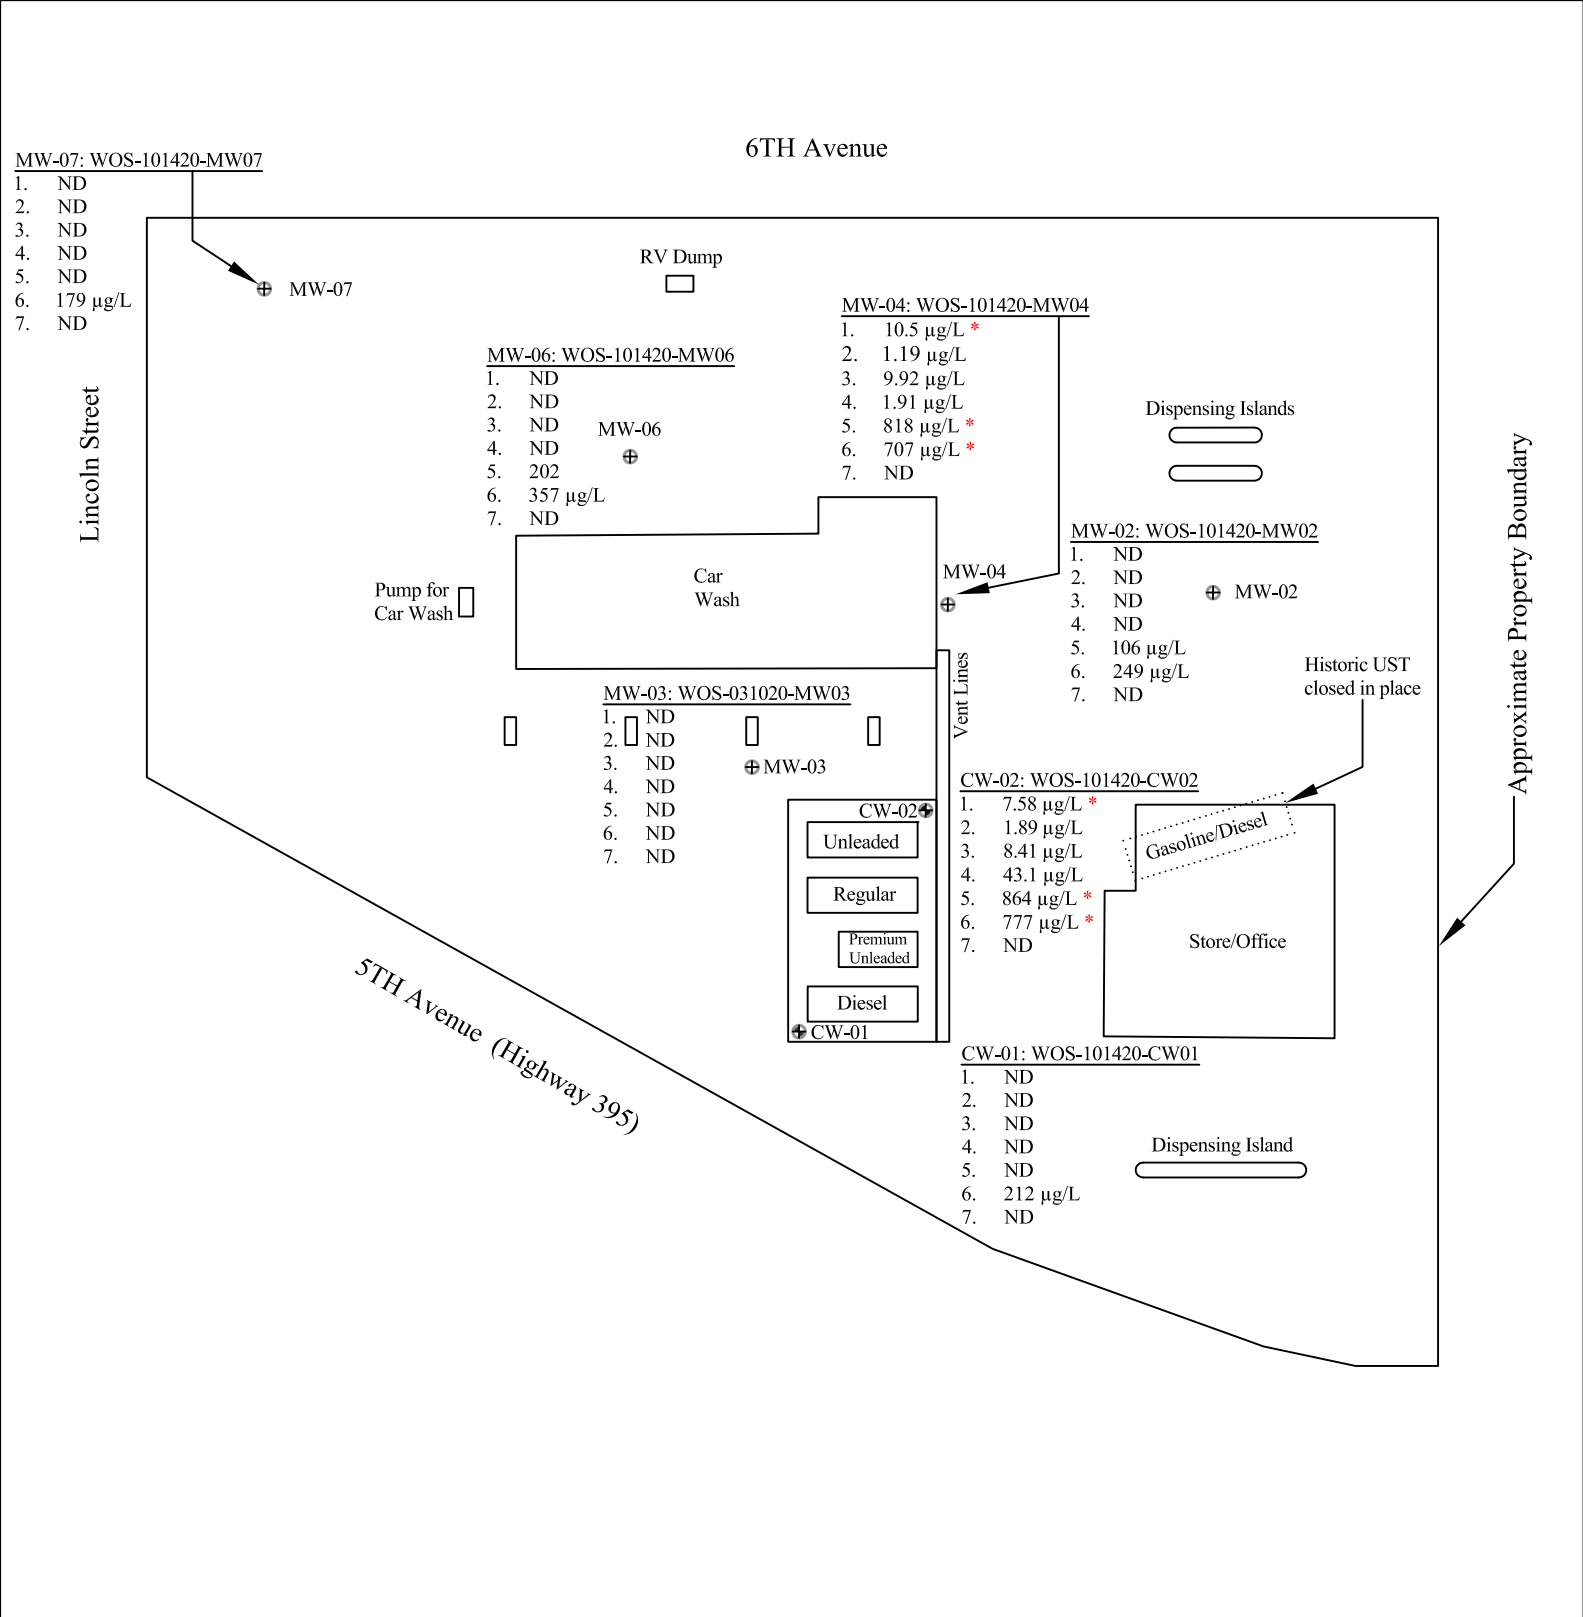 6TH Avenue
MW-07: WOS-101420-MW07
1. ND
2. ND
3. ND
4. ND
5. ND
6. 179 µg/L
7. ND
MW-07
RV Dump
MW-04: WOS-101420-MW04
1. 10.5 µg/L *
2. 1.19 µg/L
3. 9.92 µg/L
4. 1.91 µg/L
5. 818 µg/L *
6. 707 µg/L *
7. ND
MW-06: WOS-101420-MW06
1. ND
2. ND
3. ND
4. ND
5. 202
6. 357 µg/L
7. ND
MW-06
Lincoln Street
Dispensing Islands
Approximate Property Boundary
MW-02: WOS-101420-MW02
1. ND
2. ND
3. ND
4. ND
5. 106 µg/L
6. 249 µg/L
7. ND
MW-02
MW-04
Car
Wash
Pump for
Car Wash
Vent Lines
Historic UST
closed in place
MW-03: WOS-031020-MW03
1. ND
2. ND
3. ND
4. ND
5. ND
6. ND
7. ND
MW-03
CW-02: WOS-101420-CW02
1. 7.58 µg/L *
2. 1.89 µg/L
3. 8.41 µg/L
4. 43.1 µg/L
5. 864 µg/L *
6. 777 µg/L *
7. ND
CW-02
Unleaded
Regular
Premium
Unleaded
Diesel
CW-01
Gasoline/Diesel
Store/Office
5TH Avenue (Highway 395)
CW-01: WOS-101420-CW01
1. ND
2. ND
3. ND
4. ND
5. ND
6. 212 µg/L
7. ND
Dispensing Island